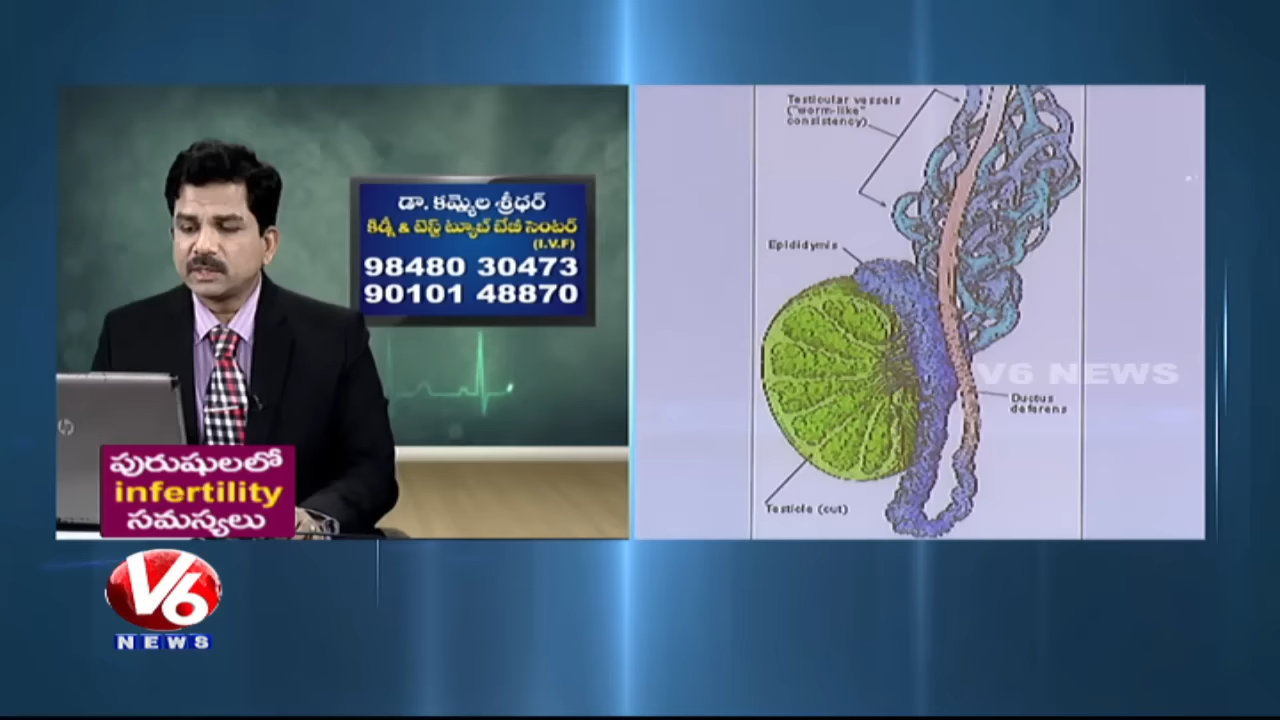 డా. కమ్మెల శ్రీధర్
కిడ్నీ & టెస్ట్ ట్యూబ్ బేబీ సెంటర్
(I.V.F)
98480 30473
90101 48870
hp
పురుషులలో
infertility
సమస్యలు
V6
NEWS
Testicular vessels
("worm-like"
consistency)
Epididymis
V6 NEWS
Ductus
deferens
Testicle (cut)